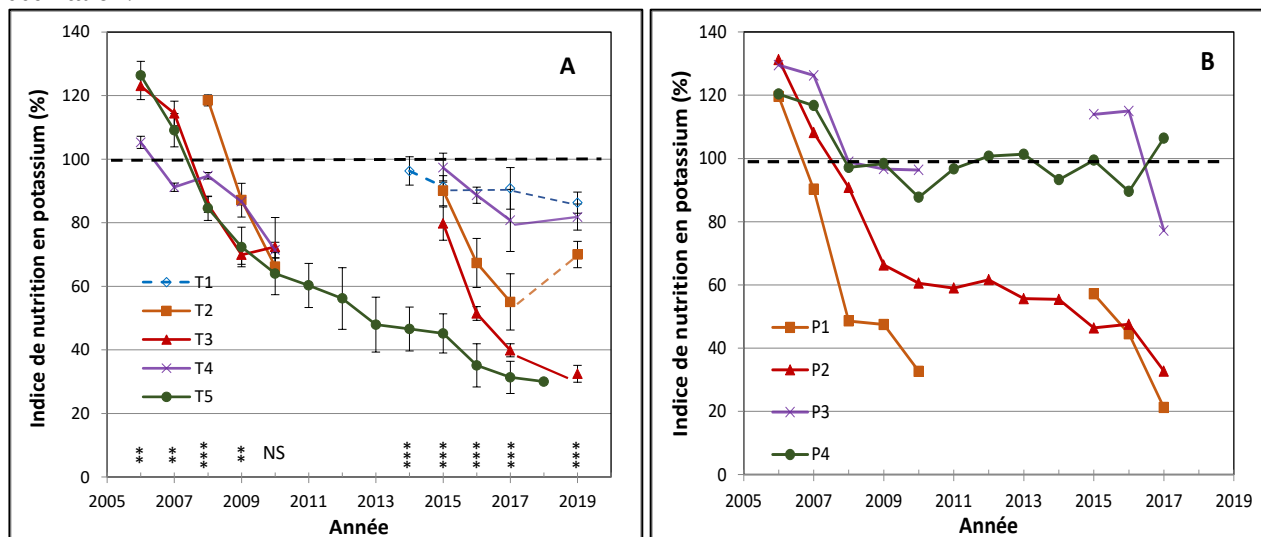 A
Indice de nutrition en potassium (%)
140
120
100
80
60
40
20
0
T1
T2
T3
T4
T5
** ** *** ** NS *** *** *** *** ***
2005 2007 2009 2011 2013 2015 2017 2019
Année
B
Indice de nutrition en potassium (%)
140
120
100
80
60
40
20
0
P1
P2
P3
P4
2005 2007 2009 2011 2013 2015 2017 2019
Année